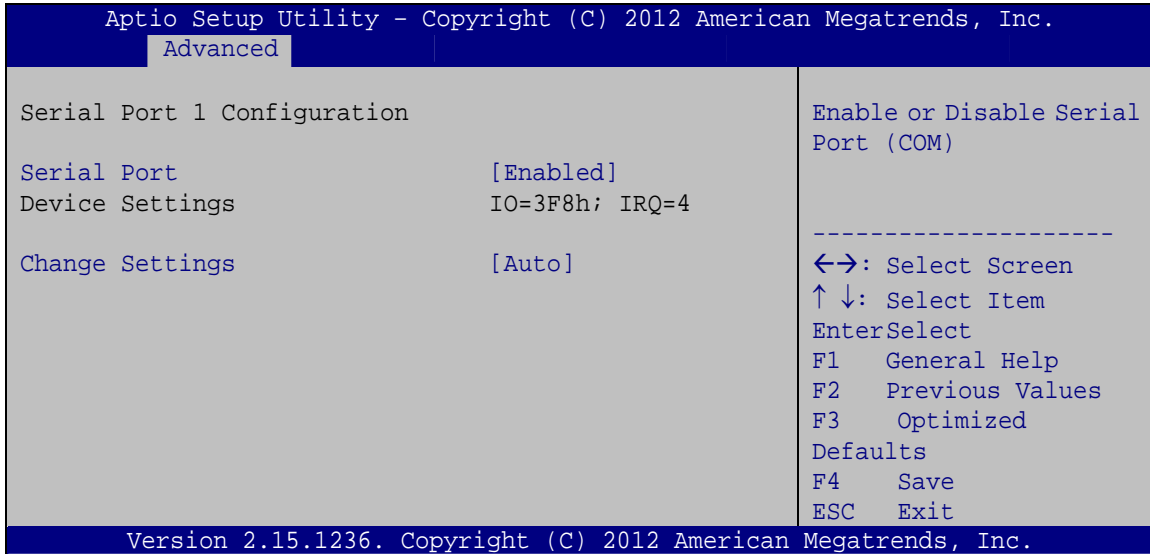 Aptio Setup Utility – Copyright (C) 2012 American Megatrends, Inc.
Advanced
Serial Port 1 Configuration
Serial Port [Enabled]
Device Settings IO=3F8h; IRQ=4
Change Settings [Auto]
Enable or Disable Serial
Port (COM)
---------------------
←→: Select Screen
↑ ↓: Select Item
EnterSelect
F1 General Help
F2 Previous Values
F3 Optimized
Defaults
F4 Save
ESC Exit
Version 2.15.1236. Copyright (C) 2012 American Megatrends, Inc.